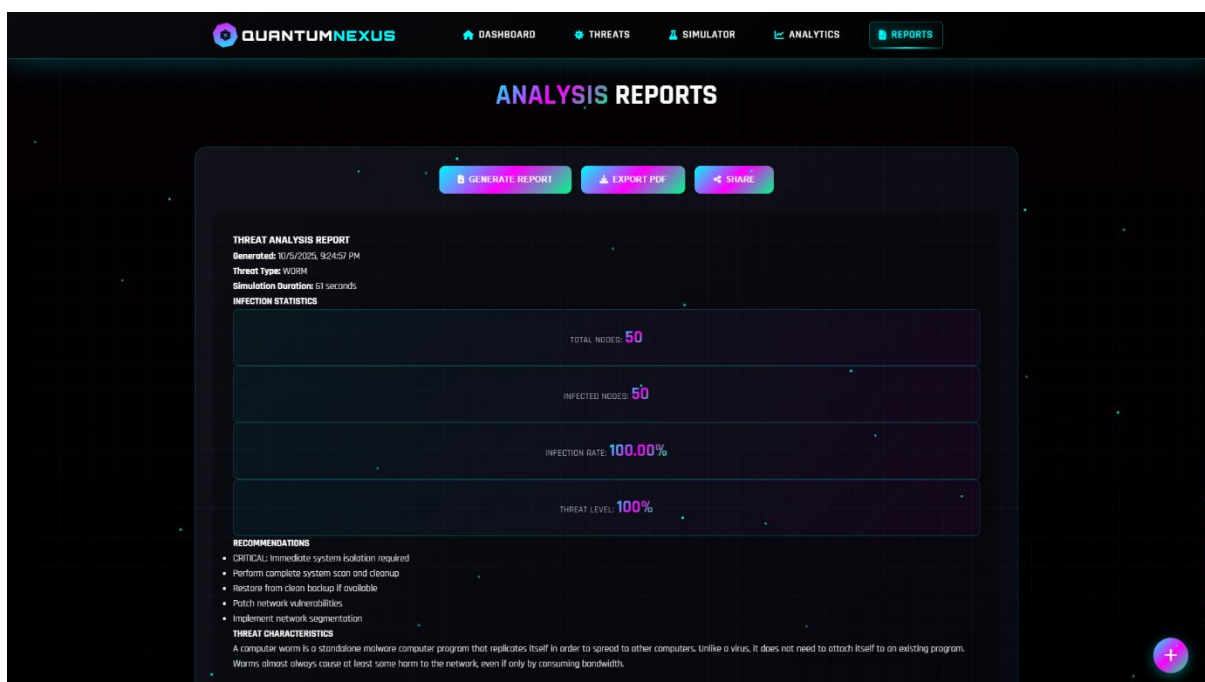 QUANTUMNEXUS
DASHBOARD
THREATS
SIMULATOR
ANALYTICS
REPORTS
ANALYSIS REPORTS
GENERATE REPORT
EXPORT PDF
SHARE
THREAT ANALYSIS REPORT
Generated: 10/5/2025, 9:24:57 PM
Threat Type: WORM
Simulation Duration: 61 seconds
INFECTION STATISTICS
TOTAL NODES: 50
INFECTED NODES: 50
INFECTION RATE: 100.00%
THREAT LEVEL: 100%
RECOMMENDATIONS
• CRITICAL: Immediate system isolation required
• Perform complete system scan and cleanup
• Restore from clean backup if available
• Patch network vulnerabilities
• Implement network segmentation
THREAT CHARACTERISTICS
A computer worm is a standalone malware computer program that replicates itself in order to spread to other computers. Unlike a virus, it does not need to attach itself to an existing program.
Worms almost always cause at least some harm to the network, even if only by consuming bandwidth.
+